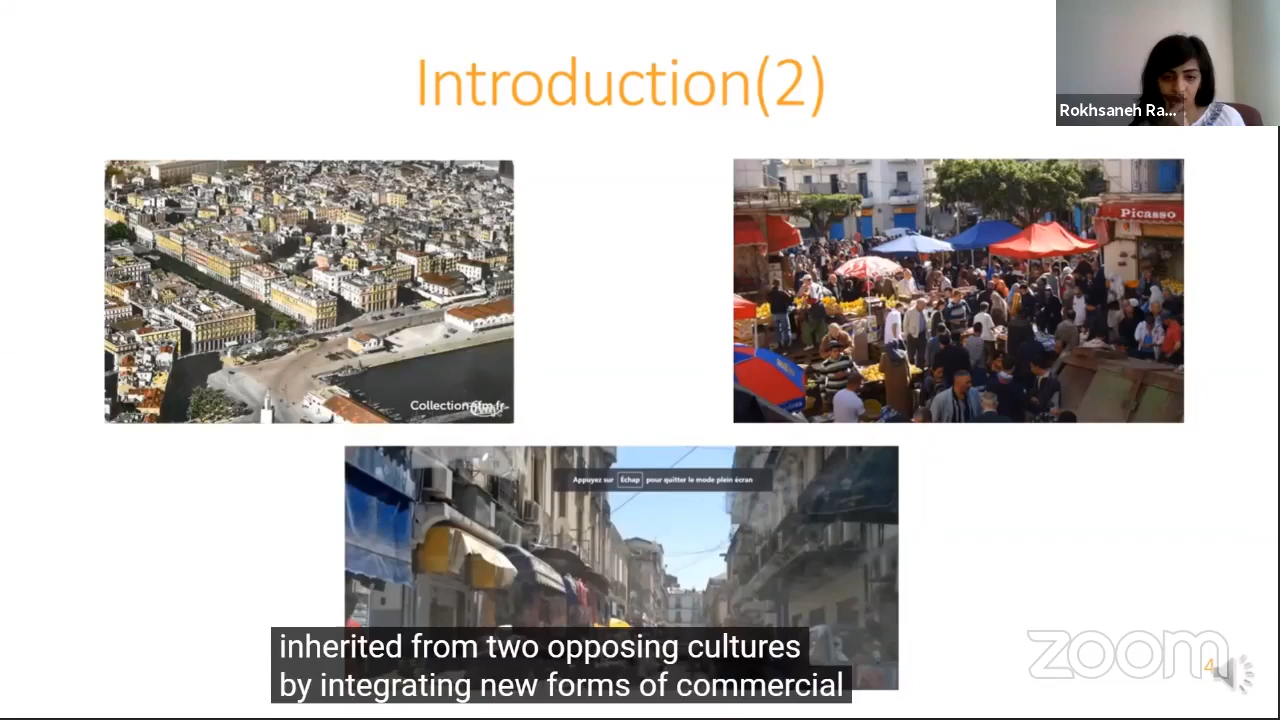 Introduction(2)
Rokhsaneh Ra...
Picasso
Appuyez sur Échap pour quitter le mode plein écran
inherited from two opposing cultures
by integrating new forms of commercial
zoom
4